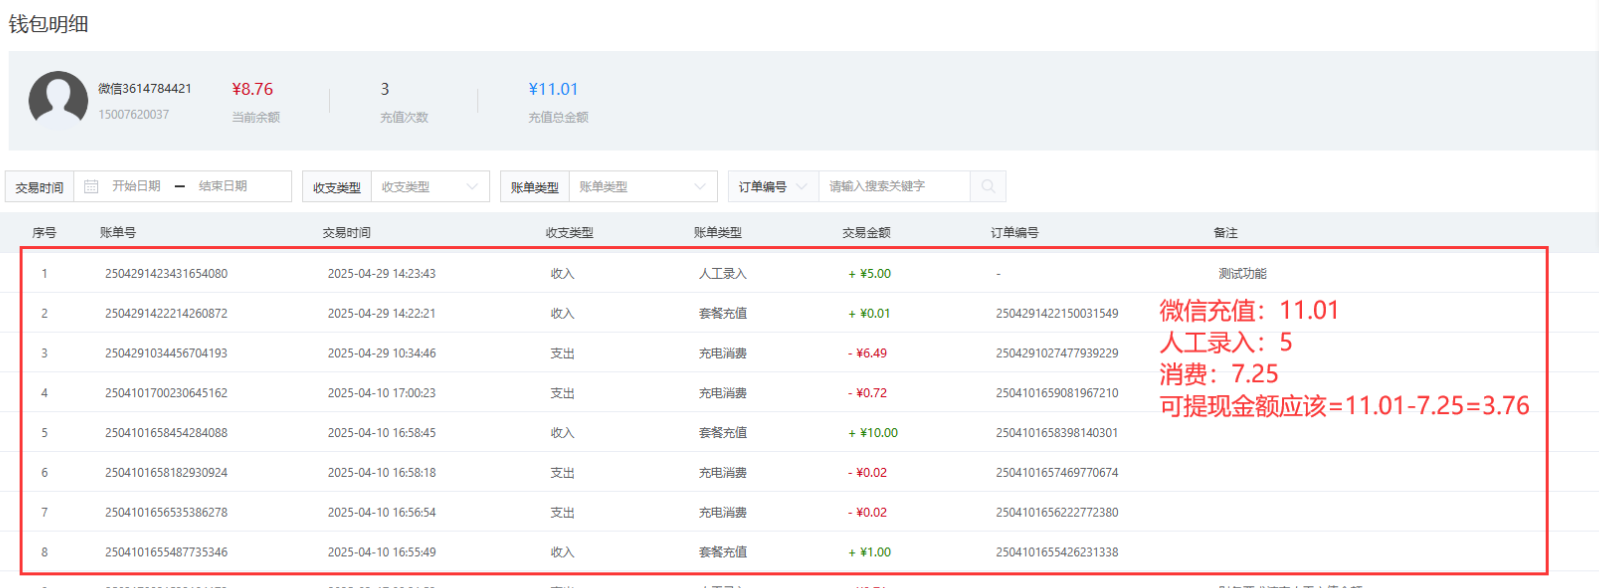 钱包明细
微信3614784421 ¥8.76 3 ¥11.01
15007620037 当前余额 充值次数 充值总金额
交易时间 开始日期 — 结束日期 收支类型 收支类型 账单类型 账单类型 订单编号 请输入搜索关键字
序号 账单号 交易时间 收支类型 账单类型 交易金额 订单编号 备注
1 2504291423431654080 2025-04-29 14:23:43 收入 人工录入 + ¥5.00 - 测试功能
2 2504291422214260872 2025-04-29 14:22:21 收入 套餐充值 + ¥0.01 2504291422150031549
3 2504291034456704193 2025-04-29 10:34:46 支出 充电消费 - ¥6.49 2504291027477939229
4 2504101700230645162 2025-04-10 17:00:23 支出 充电消费 - ¥0.72 2504101659081967210
5 2504101658454284088 2025-04-10 16:58:45 收入 套餐充值 + ¥10.00 2504101658398140301
6 2504101658182930924 2025-04-10 16:58:18 支出 充电消费 - ¥0.02 2504101657469770674
7 2504101656535386278 2025-04-10 16:56:54 支出 充电消费 - ¥0.02 2504101656222772380
8 2504101655487735346 2025-04-10 16:55:49 收入 套餐充值 + ¥1.00 2504101655426231338
微信充值：11.01
人工录入：5
消费：7.25
可提现金额应该=11.01-7.25=3.76